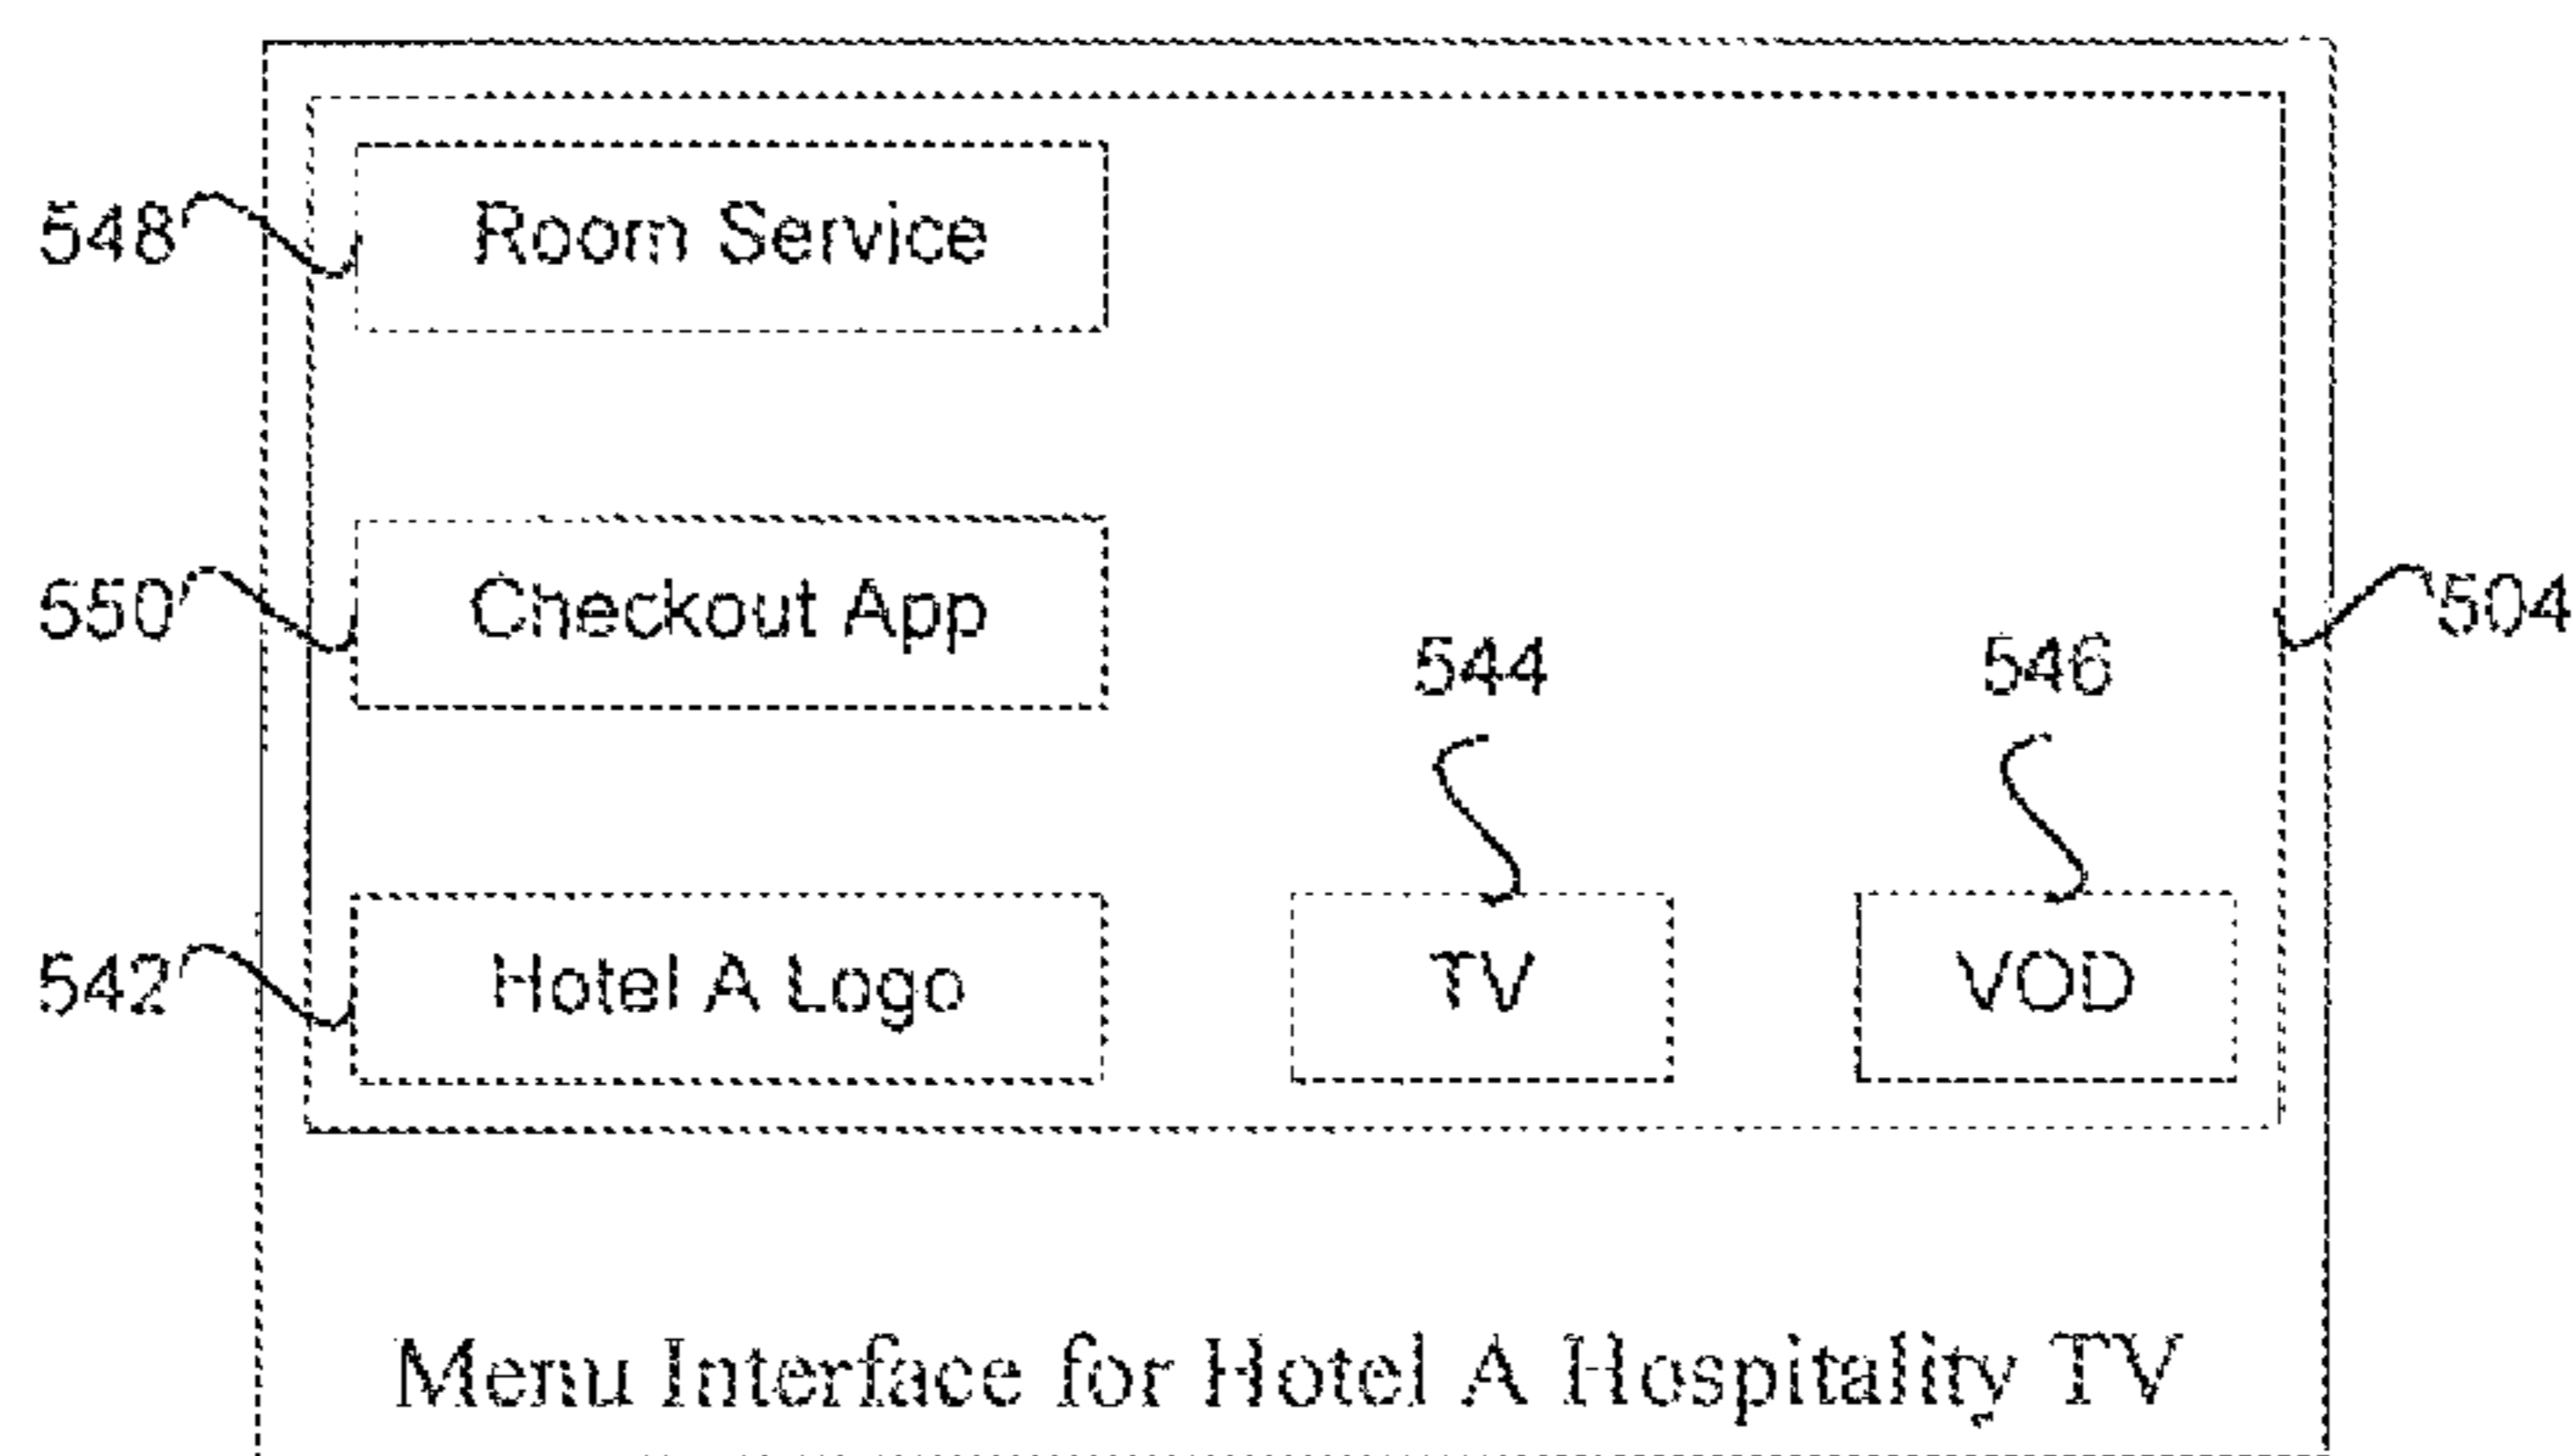 548 Room Service
550 Checkout App 504
544 546
542 Hotel A Logo TV VOD
Menu Interface for Hotel A Hospitality TV